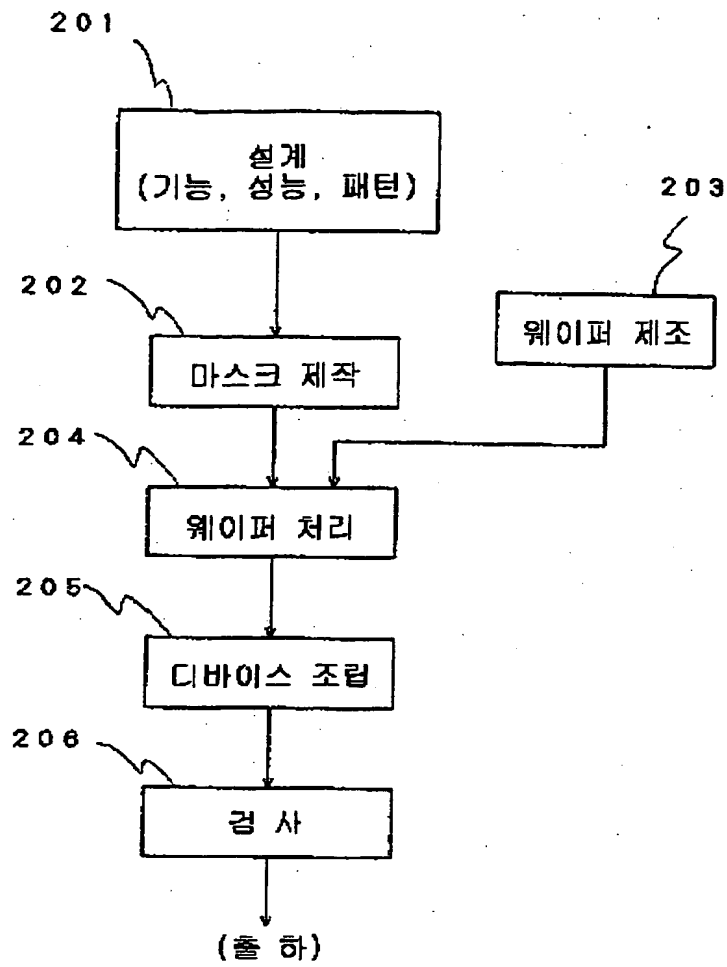 201
설계
(기능, 성능, 패턴)
203
웨이퍼 제조
202
마스크 제작
204
웨이퍼 처리
205
디바이스 조립
206
검 사
(출 하)